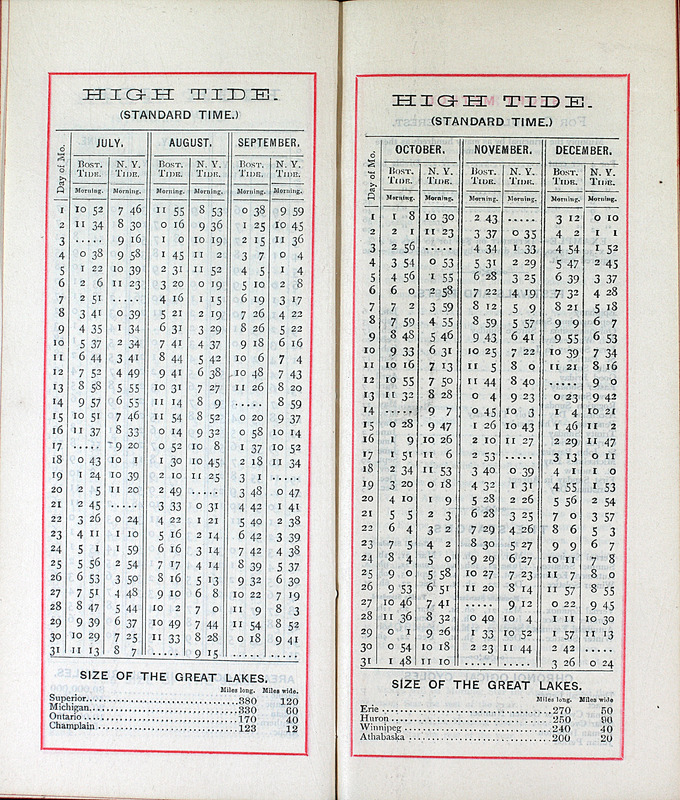 HIGH TIDE.
(STANDARD TIME.)
Day of Mo. JULY. AUGUST. SEPTEMBER.
Bost. Tide. N. Y. Tide. Bost. Tide. N. Y. Tide. Bost. Tide. N. Y. Tide.
Morning. Morning. Morning. Morning. Morning. Morning.
1 10 52 7 46 11 55 8 53 0 38 9 59
2 11 34 8 30 0 16 9 36 1 25 10 45
3 ..... 9 16 1 0 10 19 2 15 11 36
4 0 38 9 58 1 45 11 2 3 7 0 4
5 1 22 10 39 2 31 11 52 4 5 1 4
6 2 6 11 23 3 20 0 19 5 10 2 8
7 2 51 ..... 4 16 1 15 6 19 3 17
8 3 41 0 39 5 21 2 19 7 26 4 22
9 4 35 1 34 6 31 3 29 8 26 5 22
10 5 37 2 34 7 41 4 37 9 18 6 16
11 6 44 3 41 8 44 5 42 10 6 7 4
12 7 52 4 49 9 41 6 38 10 48 7 43
13 8 58 5 55 10 31 7 27 11 26 8 20
14 9 57 6 55 11 14 8 9 ..... 8 59
15 10 51 7 46 11 54 8 52 0 20 9 37
16 11 37 8 33 0 14 9 32 0 58 10 14
17 ..... 9 20 0 52 10 8 1 37 10 52
18 0 43 10 1 1 30 10 45 2 18 11 34
19 1 24 10 39 2 10 11 25 3 1 .....
20 2 5 11 20 2 49 ..... 3 48 0 47
21 2 45 ..... 3 33 0 31 4 42 1 41
22 3 26 0 24 4 22 1 21 5 40 2 38
23 4 11 1 10 5 16 2 14 6 42 3 39
24 5 1 1 59 6 16 3 14 7 42 4 38
25 5 56 2 54 7 17 4 14 8 39 5 37
26 6 53 3 50 8 16 5 13 9 32 6 30
27 7 51 4 48 9 10 6 8 10 22 7 19
28 8 47 5 44 10 2 7 0 11 9 8 3
29 9 39 6 37 10 49 7 44 11 54 8 52
30 10 29 7 25 11 33 8 28 0 18 9 41
31 11 13 8 7 ..... 9 15 ..... .....
SIZE OF THE GREAT LAKES.
Miles long. Miles wide.
Superior. 380 120
Michigan. 330 60
Ontario 170 40
Champlain 123 12
HIGH TIDE.
(STANDARD TIME.)
Day of Mo. OCTOBER. NOVEMBER. DECEMBER.
Bost. Tide. N. Y. Tide. Bost. Tide. N. Y. Tide. Bost. Tide. N. Y. Tide.
Morning. Morning. Morning. Morning. Morning. Morning.
1 1 8 10 30 2 43 ..... 3 12 0 10
2 2 1 11 23 3 37 0 35 4 2 1 1
3 2 56 ..... 4 34 1 33 4 54 1 52
4 3 54 0 53 5 31 2 29 5 47 2 45
5 4 56 1 55 6 28 3 25 6 39 3 37
6 6 0 2 58 7 22 4 19 7 32 4 28
7 7 2 3 59 8 12 5 9 8 21 5 18
8 7 59 4 55 8 59 5 57 9 9 6 7
9 8 48 5 46 9 43 6 41 9 55 6 53
10 9 33 6 31 10 25 7 22 10 39 7 34
11 10 16 7 13 11 5 8 0 11 21 8 16
12 10 55 7 50 11 44 8 40 ..... 9 0
13 11 32 8 28 0 4 9 23 0 23 9 42
14 ..... 9 7 0 45 10 3 1 4 10 21
15 0 28 9 47 1 26 10 43 1 46 11 2
16 1 9 10 26 2 10 11 27 2 29 11 47
17 1 51 11 6 2 53 ..... 3 13 0 11
18 2 34 11 53 3 40 0 39 4 1 1 0
19 3 20 0 18 4 32 1 31 4 55 1 53
20 4 10 1 9 5 28 2 26 5 56 2 54
21 5 5 2 3 6 28 3 25 7 0 3 57
22 6 4 3 2 7 29 4 26 8 6 5 3
23 7 5 4 2 8 30 5 27 9 9 6 7
24 8 4 5 0 9 29 6 27 10 11 7 8
25 9 0 5 58 10 27 7 23 11 7 8 0
26 9 53 6 51 11 20 8 14 11 57 8 55
27 10 46 7 41 ..... 9 12 0 22 9 45
28 11 36 8 32 0 40 10 4 1 11 10 30
29 0 1 9 26 1 33 10 52 1 57 11 13
30 0 54 10 18 2 23 11 44 2 42 .....
31 1 48 11 10 ..... ..... 3 26 0 24
SIZE OF THE GREAT LAKES.
Miles long. Miles wide
Erie 270 50
Huron 250 90
Winnipeg 240 40
Athabaska 200 20